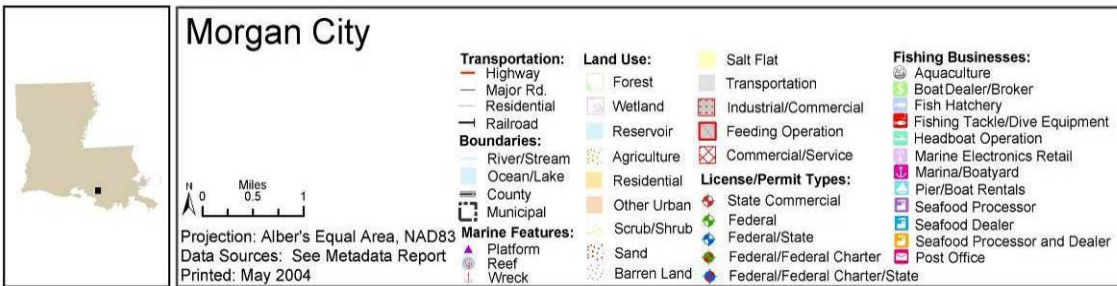 Morgan City
N
Miles
0 0.5 1
Projection: Alber's Equal Area, NAD83
Data Sources: See Metadata Report
Printed: May 2004
Transportation:
Highway
Major Rd.
Residential
Railroad
Boundaries:
River/Stream
Ocean/Lake
County
Municipal
Marine Features:
Platform
Reef
Wreck
Land Use:
Forest
Wetland
Reservoir
Agriculture
Residential
Other Urban
Scrub/Shrub
Sand
Barren Land
Salt Flat
Transportation
Industrial/Commercial
Feeding Operation
Commercial/Service
License/Permit Types:
State Commercial
Federal
Federal/State
Federal/Federal Charter
Federal/Federal Charter/State
Fishing Businesses:
Aquaculture
Boat Dealer/Broker
Fish Hatchery
Fishing Tackle/Dive Equipment
Headboat Operation
Marine Electronics Retail
Marina/Boatyard
Pier/Boat Rentals
Seafood Processor
Seafood Dealer
Seafood Processor and Dealer
Post Office